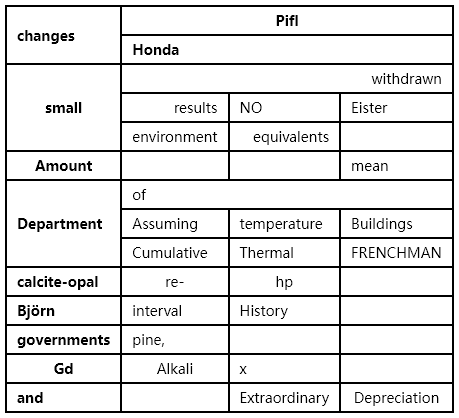 changes Pifl
Honda
small withdrawn
results NO Eister
environment equivalents
Amount mean
Department of
Assuming temperature Buildings
Cumulative Thermal FRENCHMAN
calcite-opal re- hp
Björn interval History
governments pine,
Gd Alkali x
and Extraordinary Depreciation